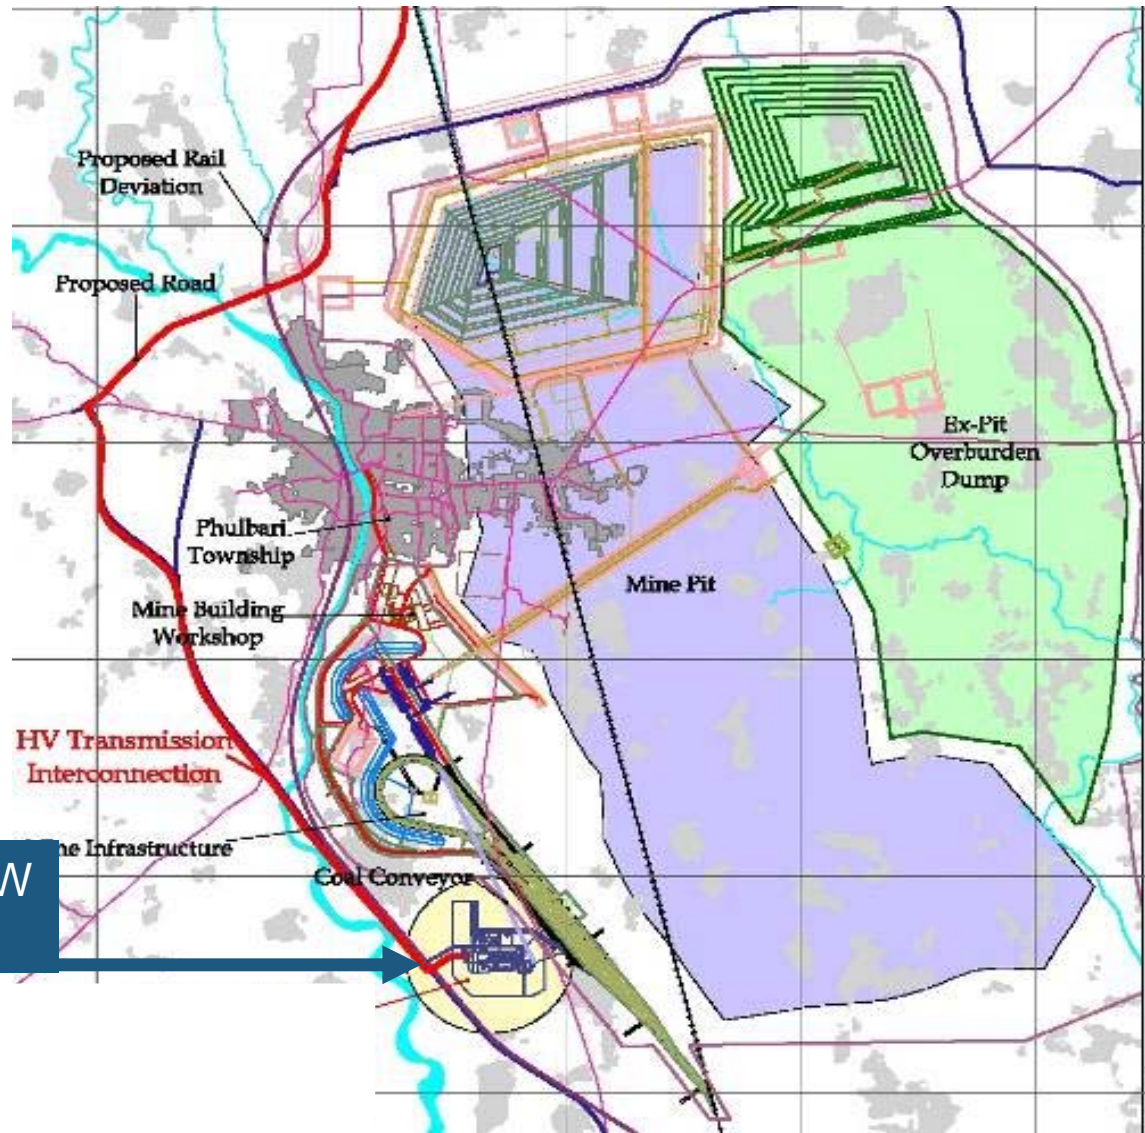 Proposed Rail
Deviation
Proposed Road
Ex-Pit
Overburden
Dump
Phulbari
Township
Mine Pit
Mine Building
Workshop
HV Transmission
Interconnection
Infrastructure
Coal Conveyor
W